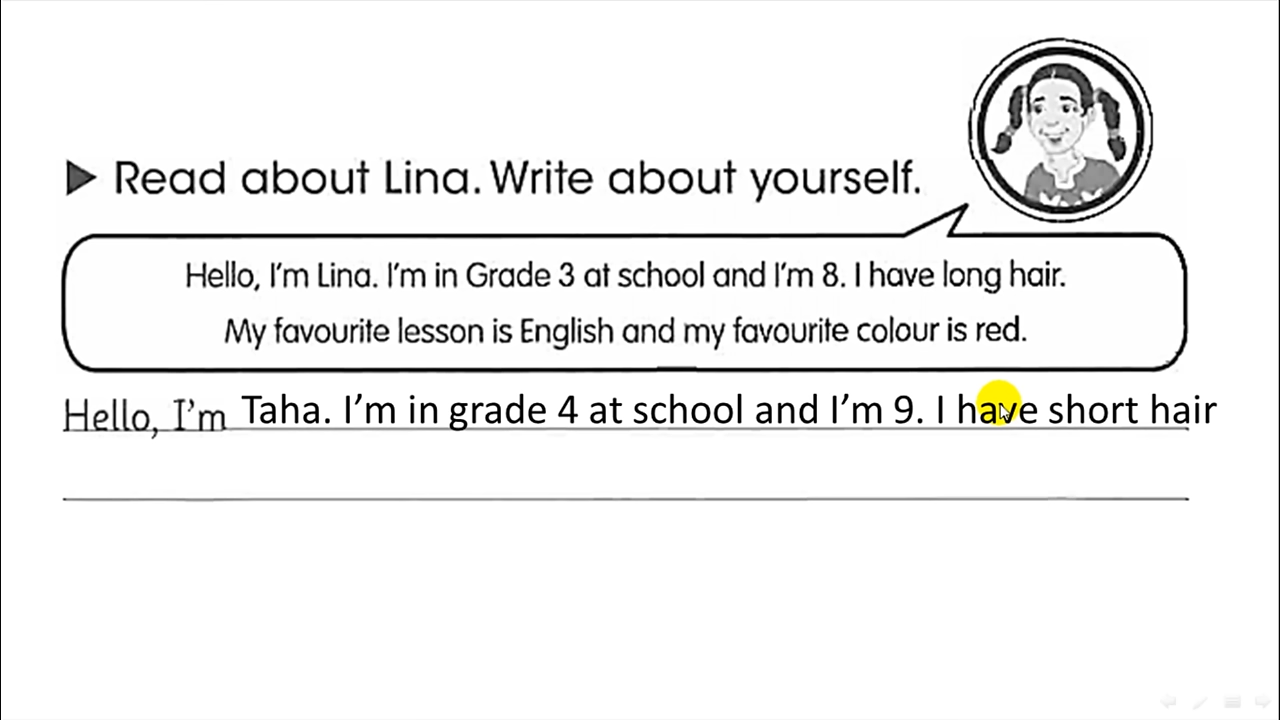 Read about Lina. Write about yourself.
Hello, I'm Lina. I'm in Grade 3 at school and I'm 8. I have long hair.
My favourite lesson is English and my favourite colour is red.
Hello, I'm Taha. I'm in grade 4 at school and I'm 9. I have short hair